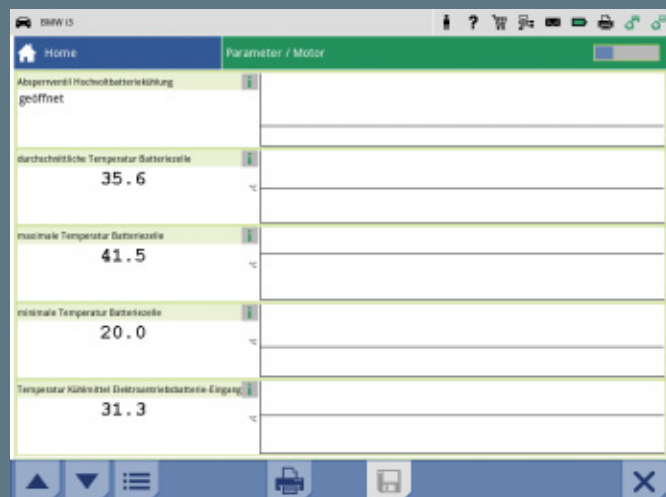 BMW i3
Home
Parameter / Motor
Absperrventil Hochvoltbatteriekühlung
geöffnet
durchschnittliche Temperatur Batteriezelle
35.6
°C
maximale Temperatur Batteriezelle
41.5
°C
minimale Temperatur Batteriezelle
20.0
°C
Temperatur Kühlmittel Elektroantriebsbatterie-Eingang
31.3
°C